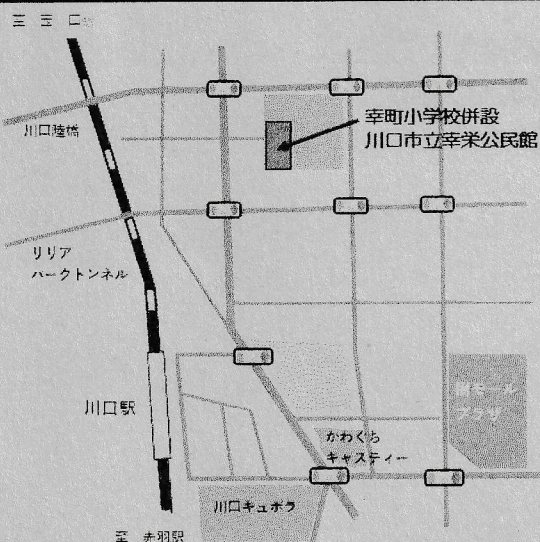 川口陸橋
幸町小学校併設
川口市立幸栄公民館
リリア
パークトンネル
川口駅
かわぐち
キャスティー
川口キュポラ
至 赤羽駅